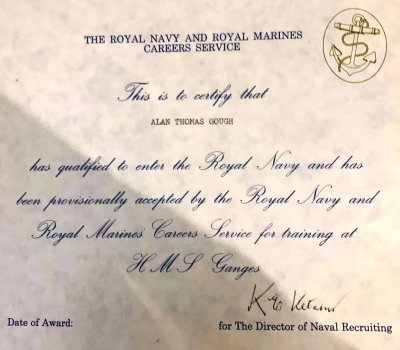 THE ROYAL NAVY AND ROYAL MARINES
CAREERS SERVICE
This is to certify that
ALAN THOMAS GOUGH
has qualified to enter the Royal Navy and has
been provisionally accepted by the Royal Navy and
Royal Marines Careers Service for training at
HMS Ganges
Date of Award:
for The Director of Naval Recruiting